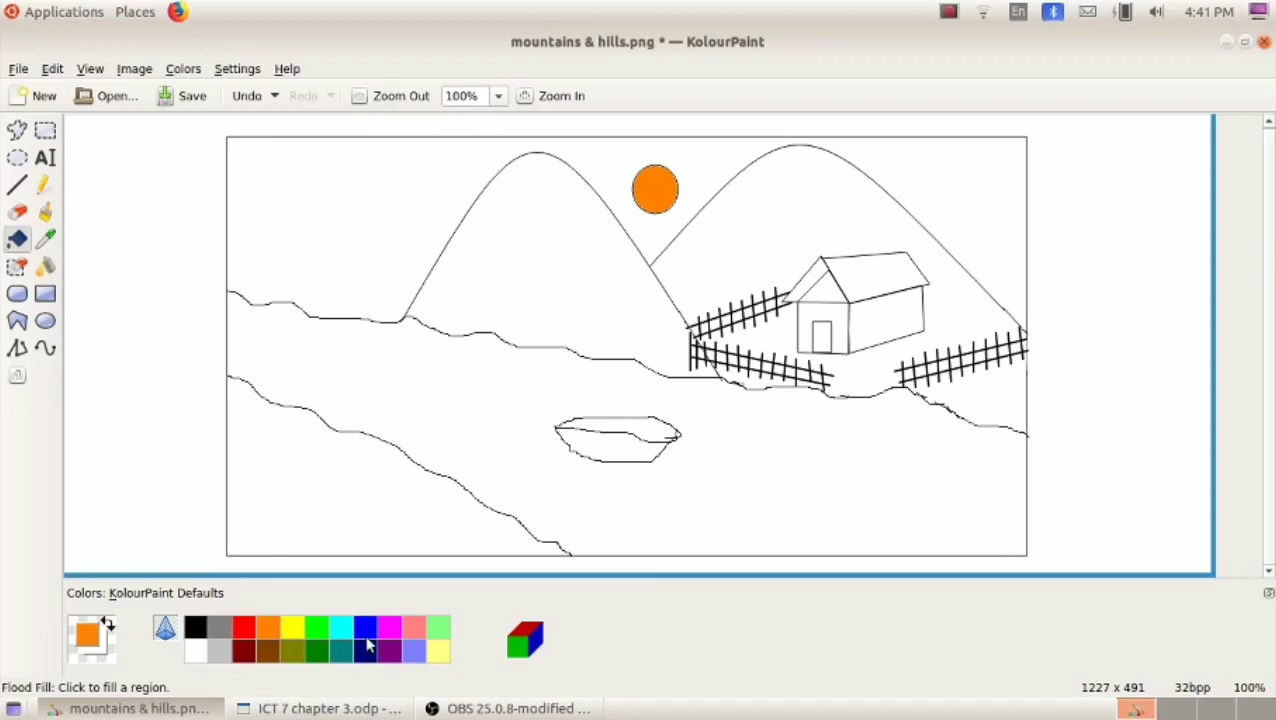 Applications Places En 4:41 PM
mountains & hills.png * — KolourPaint
File Edit View Image Colors Settings Help
New Open... Save Undo Redo Zoom Out 100% Zoom In
A
Colors: KolourPaint Defaults
Flood Fill: Click to fill a region. 1227 x 491 32bpp 100%
mountains & hills.pn... ICT 7 chapter 3.odp - ... OBS 25.0.8-modified ...